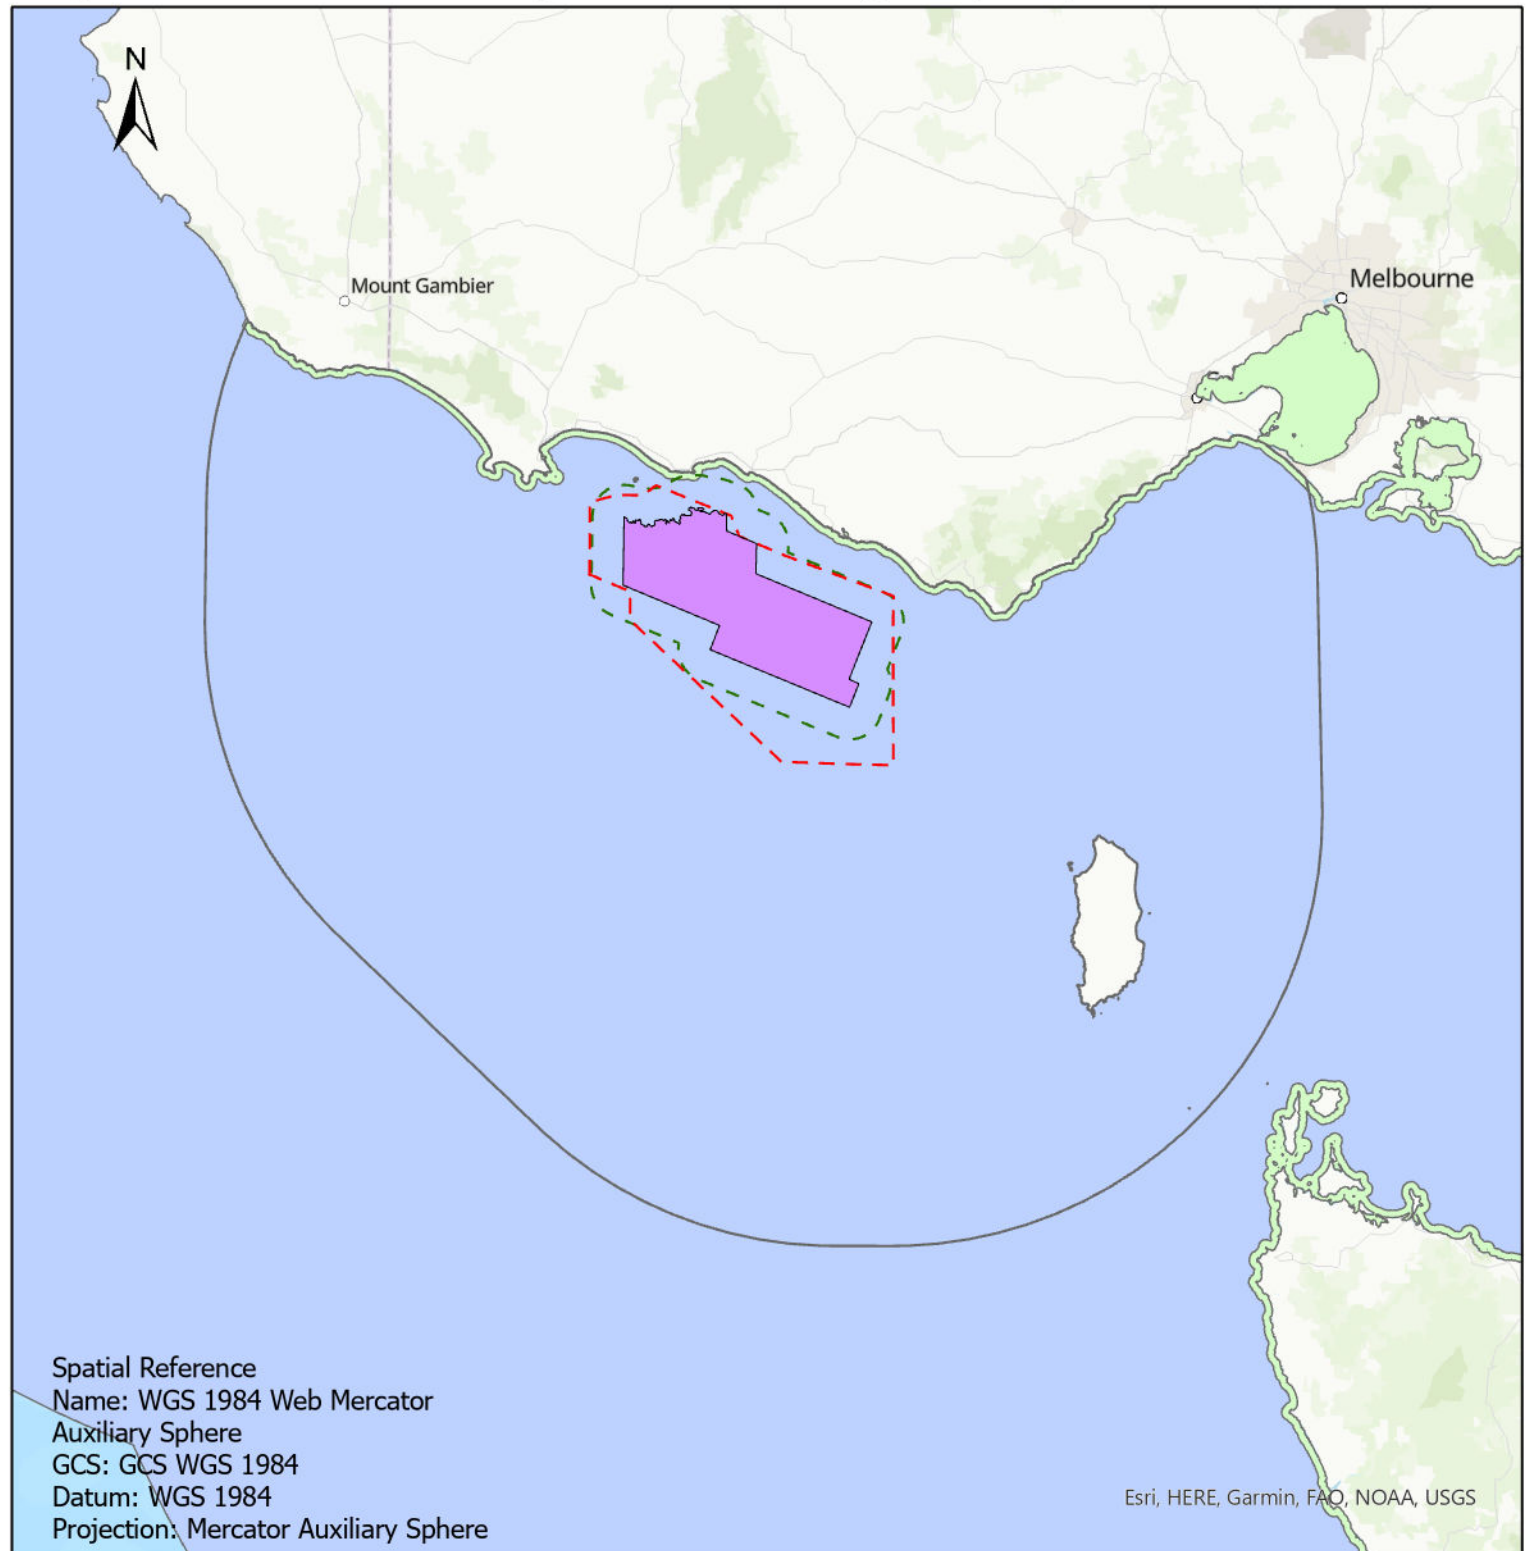 N
Mount Gambier
Melbourne
Spatial Reference
Name: WGS 1984 Web Mercator
Auxiliary Sphere
GCS: GCS WGS 1984
Datum: WGS 1984
Projection: Mercator Auxiliary Sphere
Esri, HERE, Garmin, FAO, NOAA, USGS